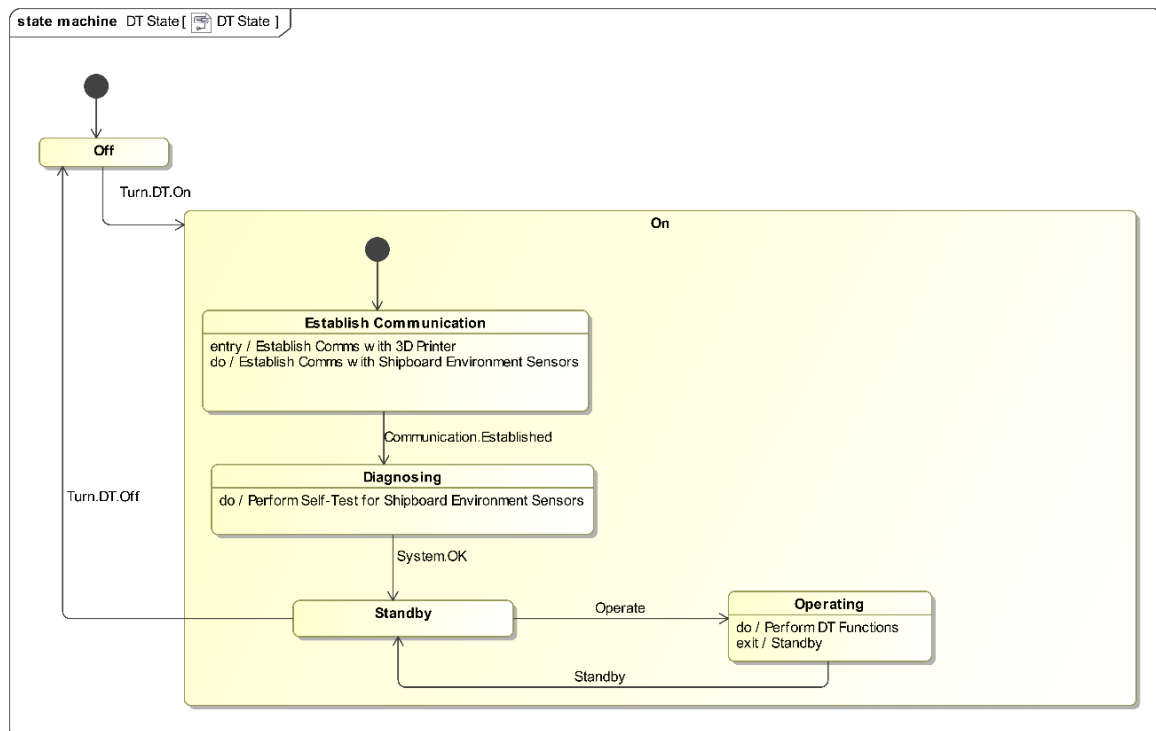 state machine DT State [ DT State ]
Off
Turn.DT.On
On
Establish Communication
entry / Establish Comms with 3D Printer
do / Establish Comms with Shipboard Environment Sensors
Communication.Established
Diagnosing
do / Perform Self-Test for Shipboard Environment Sensors
Turn.DT.Off
System.OK
Standby
Operate
Operating
do / Perform DT Functions
exit / Standby
Standby